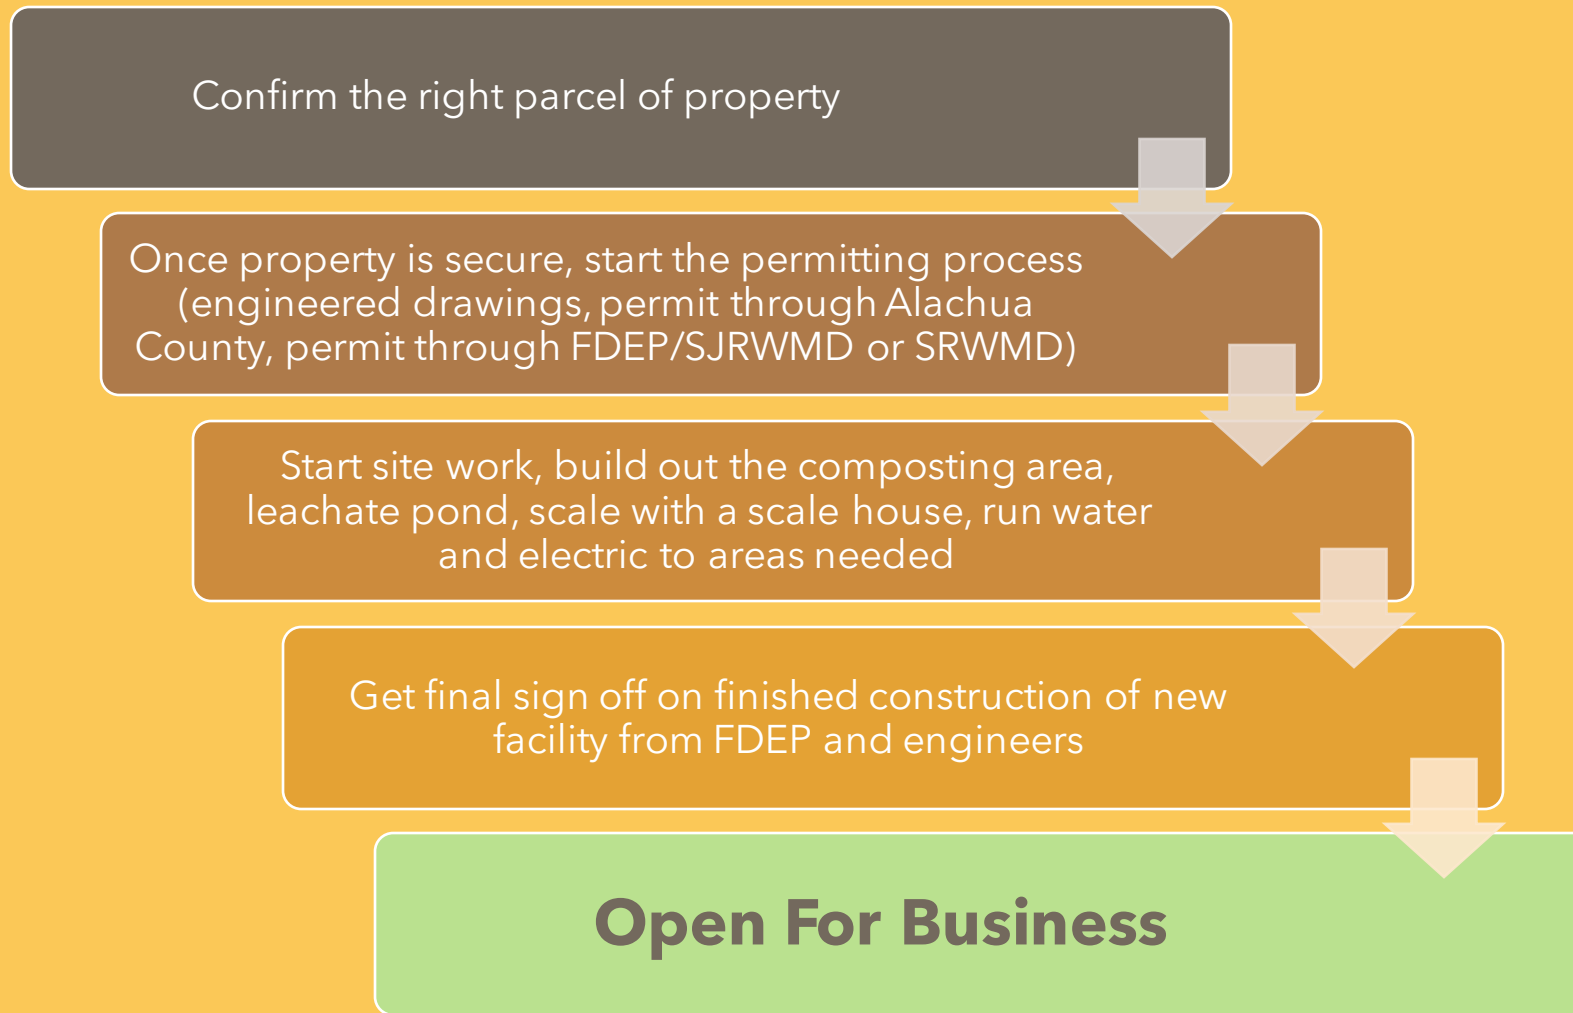 Confirm the right parcel of property
Once property is secure, start the permitting process
(engineered drawings, permit through Alachua
County, permit through FDEP/SJRWMD or SRWMD)
Start site work, build out the composting area,
leachate pond, scale with a scale house, run water
and electric to areas needed
Get final sign off on finished construction of new
facility from FDEP and engineers
Open For Business